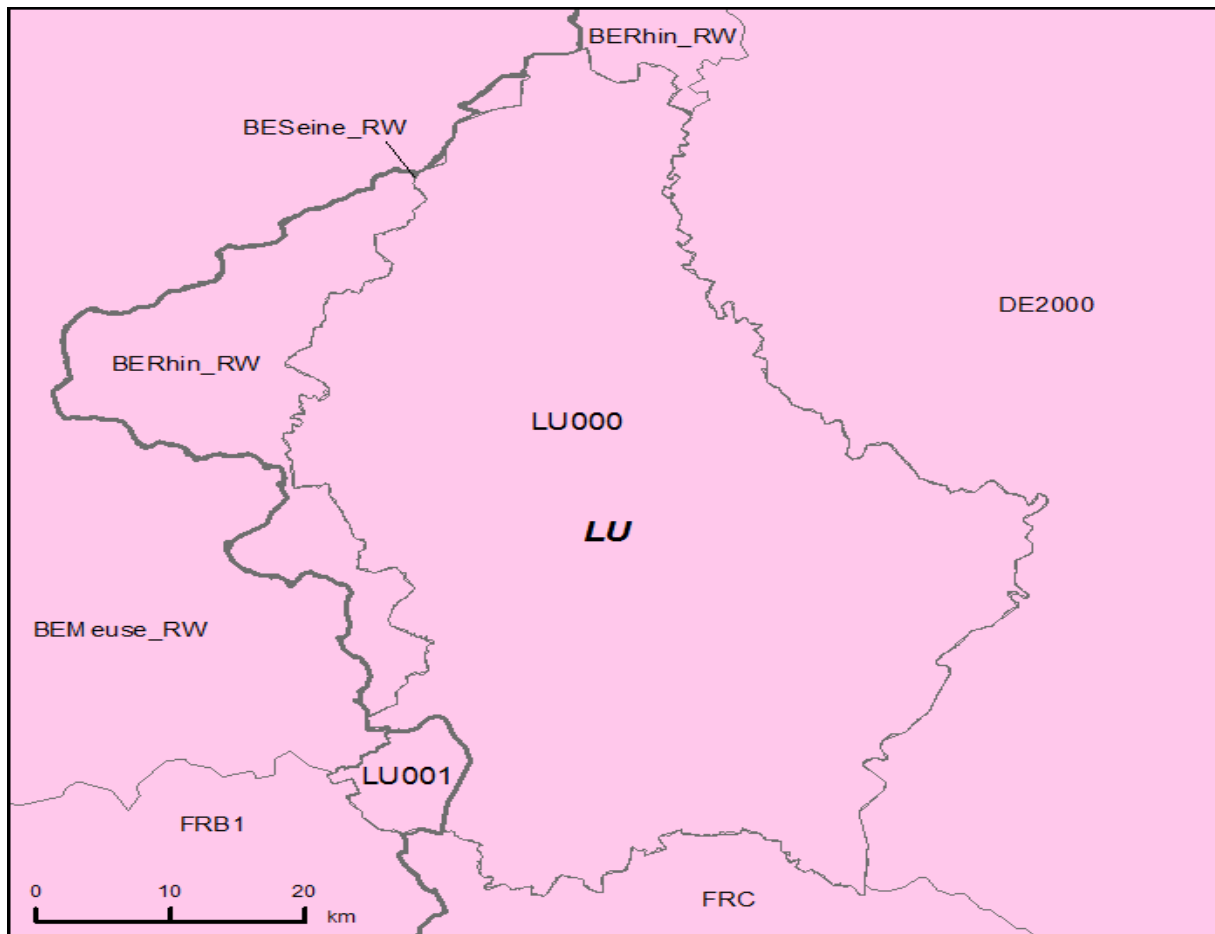 BERhin_RW
BESeine_RW
DE2000
BERhin_RW
LU000
LU
BEMeuse_RW
LU001
FRB1
FRC
0 10 20
km